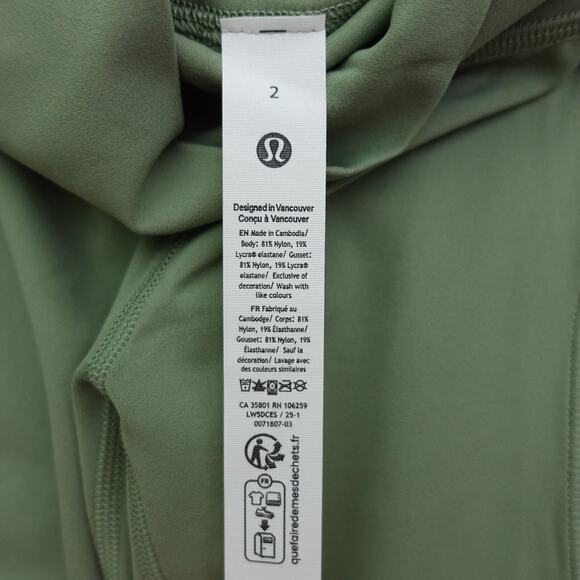 2
Designed in Vancouver
Conçu à Vancouver
EN Made in Cambodia/
Body: 81% Nylon, 19%
Lycra® elastane/ Gusset:
81% Nylon, 19% Lycra®
elastane/ Exclusive of
decoration/ Wash with
like colours
FR Fabriqué au
Cambodge/ Corps: 81%
Nylon, 19% Élasthanne/
Gousset: 81% Nylon, 19%
Élasthanne/ Sauf la
décoration/ Lavage avec
des couleurs similaires
CA 35801 RN 106259
LW5DCES / 25-1
0071807-03
FR
quefairedemesdechets.fr